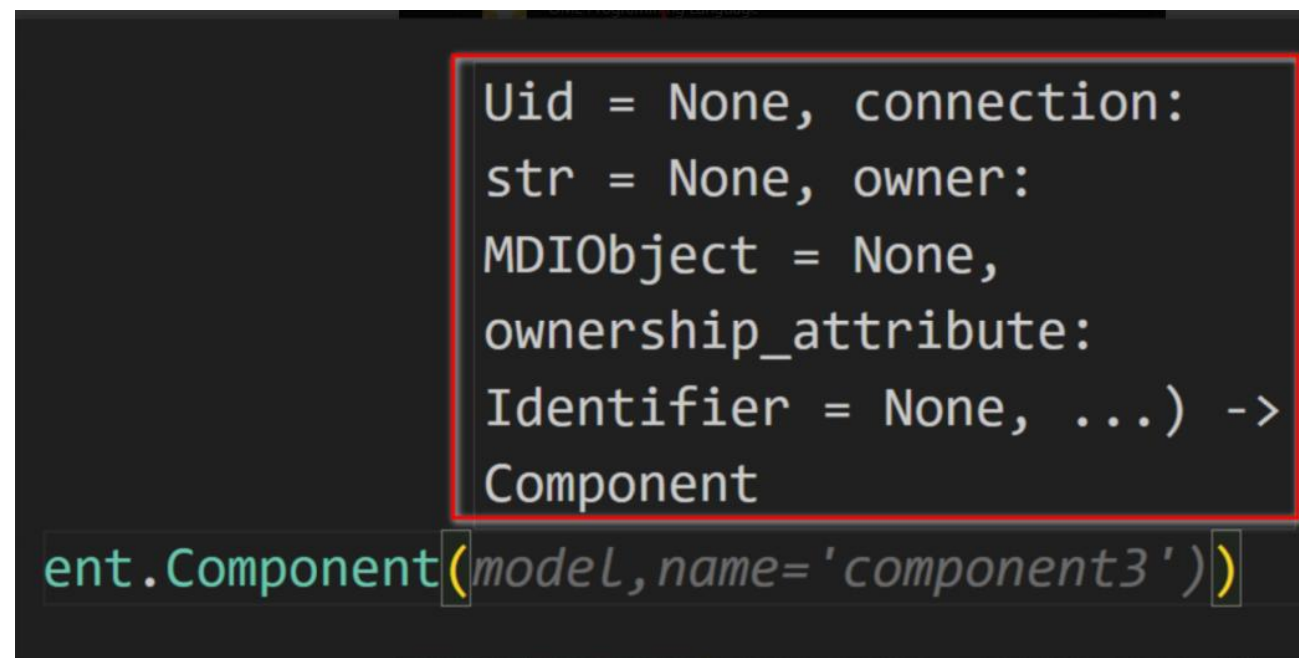 Uid = None, connection:
str = None, owner:
MDIObject = None,
ownership_attribute:
Identifier = None, ...) ->
Component
ent.Component(model,name='component3'))